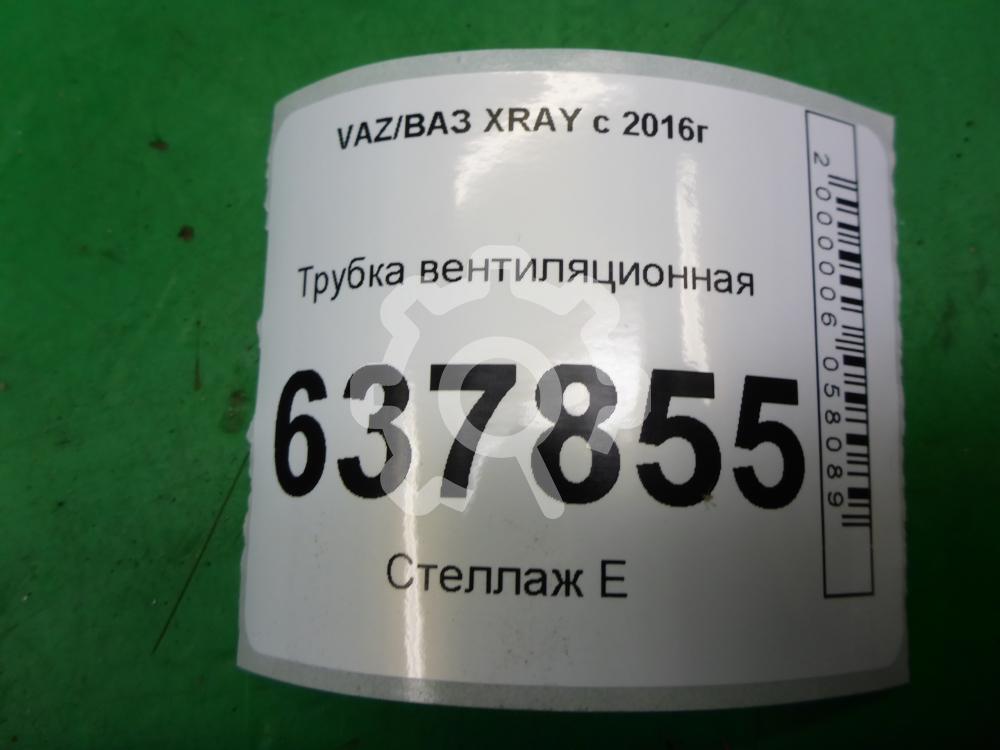 VAZ/ВАЗ XRAY с 2016г
Трубка вентиляционная
637855
Стеллаж Е
2000006058089